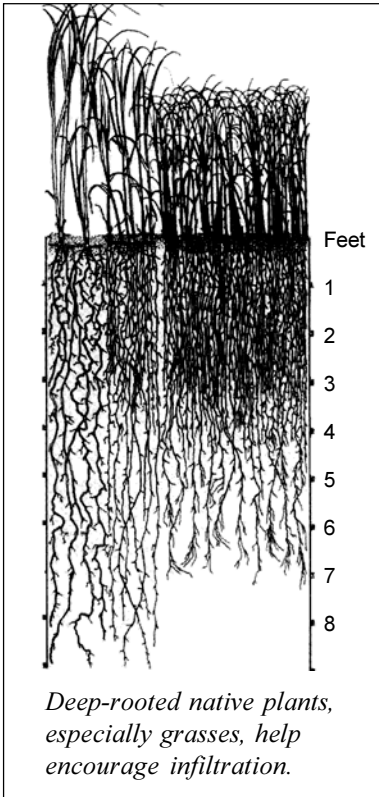 Feet
1
2
3
4
5
6
7
8
Deep-rooted native plants,
especially grasses, help
encourage infiltration.